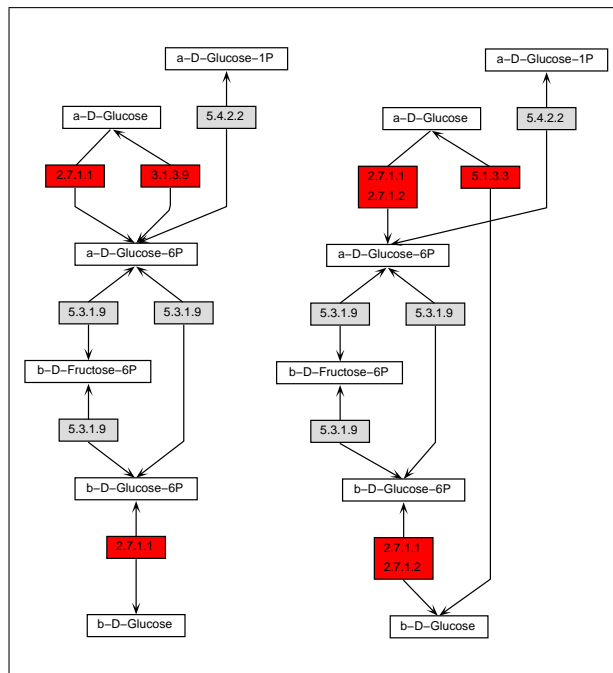 a–D–Glucose–1P
5.4.2.2
a–D–Glucose
2.7.1.1
3.1.3.9
a–D–Glucose–6P
5.3.1.9
5.3.1.9
b–D–Fructose–6P
5.3.1.9
b–D–Glucose–6P
2.7.1.1
b–D–Glucose
a–D–Glucose–1P
5.4.2.2
a–D–Glucose
2.7.1.1
2.7.1.2
5.1.3.3
a–D–Glucose–6P
5.3.1.9
5.3.1.9
b–D–Fructose–6P
5.3.1.9
b–D–Glucose–6P
2.7.1.1
2.7.1.2
b–D–Glucose